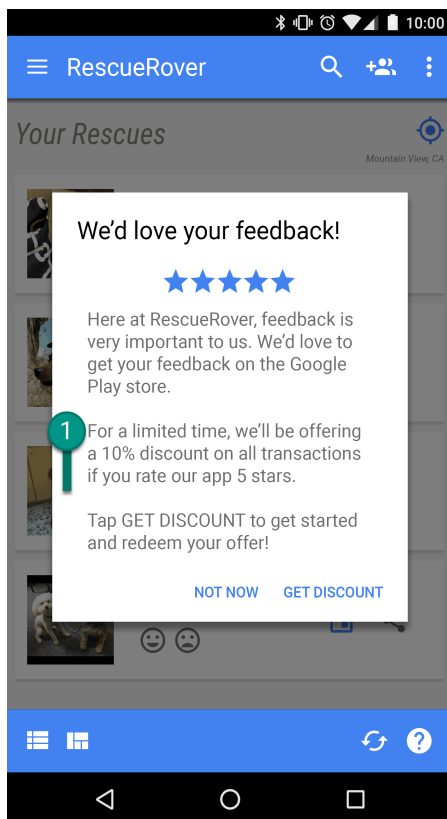 10:00
RescueRover
Your Rescues
Mountain View, CA
We’d love your feedback!
Here at RescueRover, feedback is
very important to us. We’d love to
get your feedback on the Google
Play store.
1
For a limited time, we’ll be offering
a 10% discount on all transactions
if you rate our app 5 stars.
Tap GET DISCOUNT to get started
and redeem your offer!
NOT NOW GET DISCOUNT
?